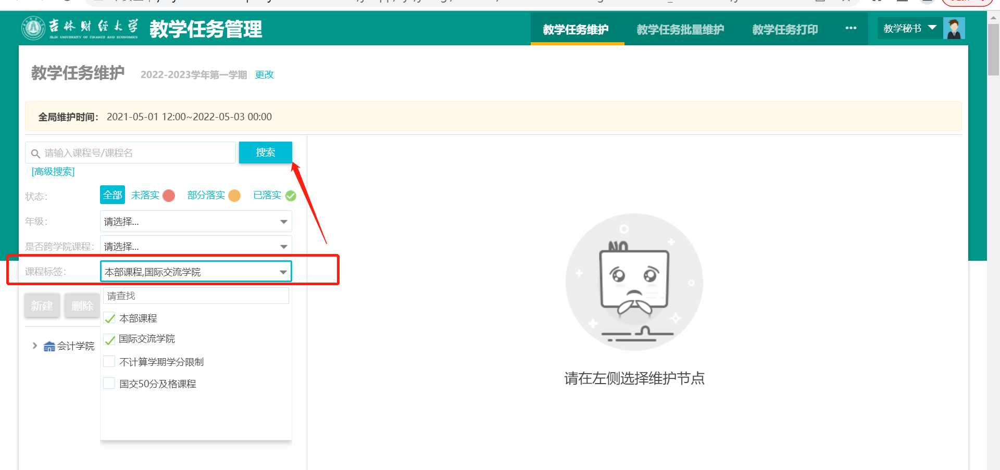 吉林财经大学
JILIN UNIVERSITY OF FINANCE AND ECONOMICS
教学任务管理
教学任务维护 教学任务批量维护 教学任务打印 ··· 教学秘书
教学任务维护 2022-2023学年第一学期 更改
全局维护时间： 2021-05-01 12:00~2022-05-03 00:00
请输入课程号/课程名 搜索
[高级搜索]
状态： 全部 未落实 部分落实 已落实
年级： 请选择...
是否跨学院课程： 请选择...
课程标签： 本部课程,国际交流学院
请查找
新建 删除
本部课程
国际交流学院
会计学院
不计算学期学分限制
国交50分及格课程
NO
请在左侧选择维护节点